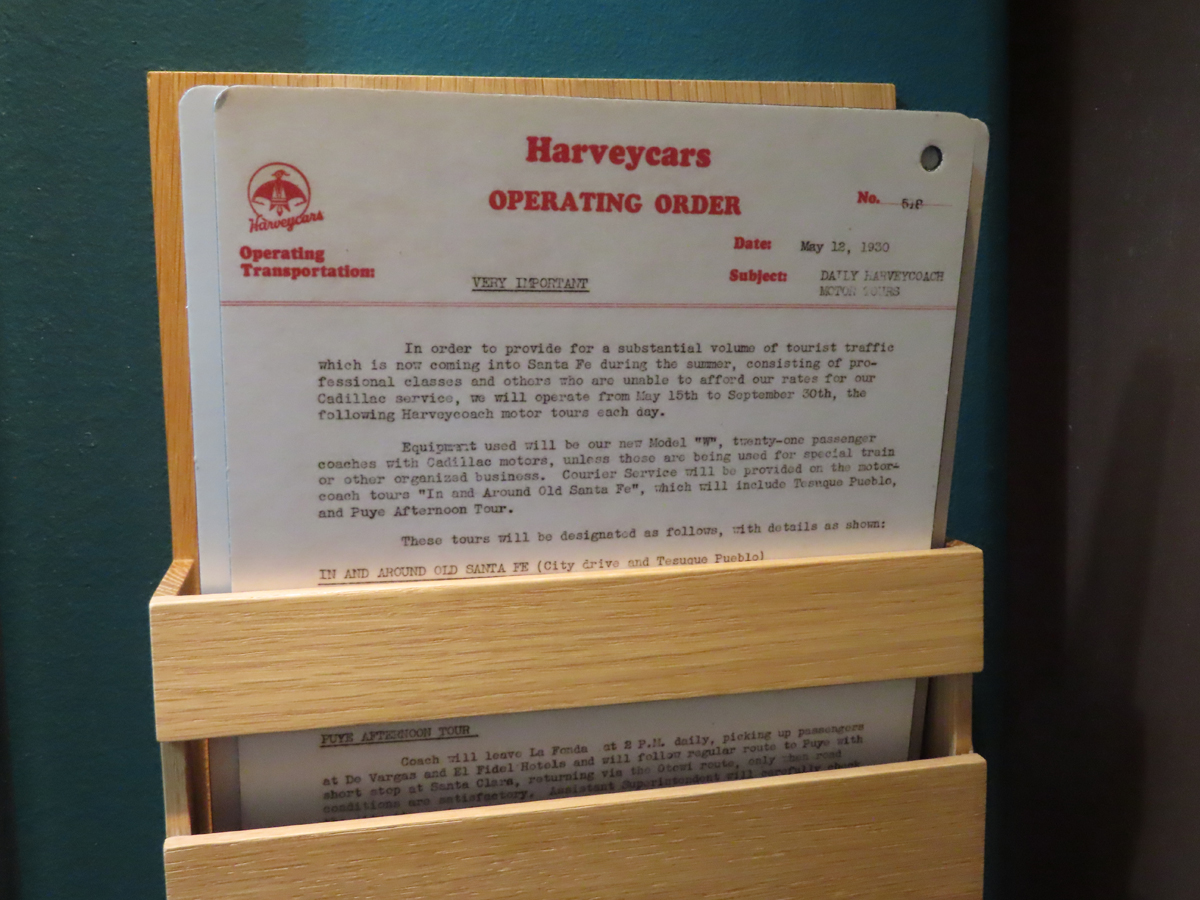 Harveycars
OPERATING ORDER
No.
Harveycars
Operating
Transportation:
Date: May 12, 1930
VERY IMPORTANT
Subject: DAILY HARVEYCOACH
MOTOR TOURS
In order to provide for a substantial volume of tourist traffic
which is now coming into Santa Fe during the summer, consisting of pro-
fessional classes and others who are unable to afford our rates for our
Cadillac service, we will operate from May 15th to September 30th, the
following Harveycoach motor tours each day.
Equipment used will be our new Model "W", twenty-one passenger
coaches with Cadillac motors, unless those are being used for special train
or other organized business. Courier Service will be provided on the motor-
coach tours "In and Around Old Santa Fe", which will include Tesuque Pueblo,
and Puye Afternoon Tour.
These tours will be designated as follows, with details as shown:
IN AND AROUND OLD SANTA FE (City drive and Tesuque Pueblo)
PUYE AFTERNOON TOUR
Coach will leave La Fonda at 2 P.M. daily, picking up passengers
at De Vargas and El Fidel Hotels and will follow regular route to Puye with
short stop at Santa Clara, returning via the Otowi route, only when road
conditions are satisfactory. Assistant Superintendent will carefully check